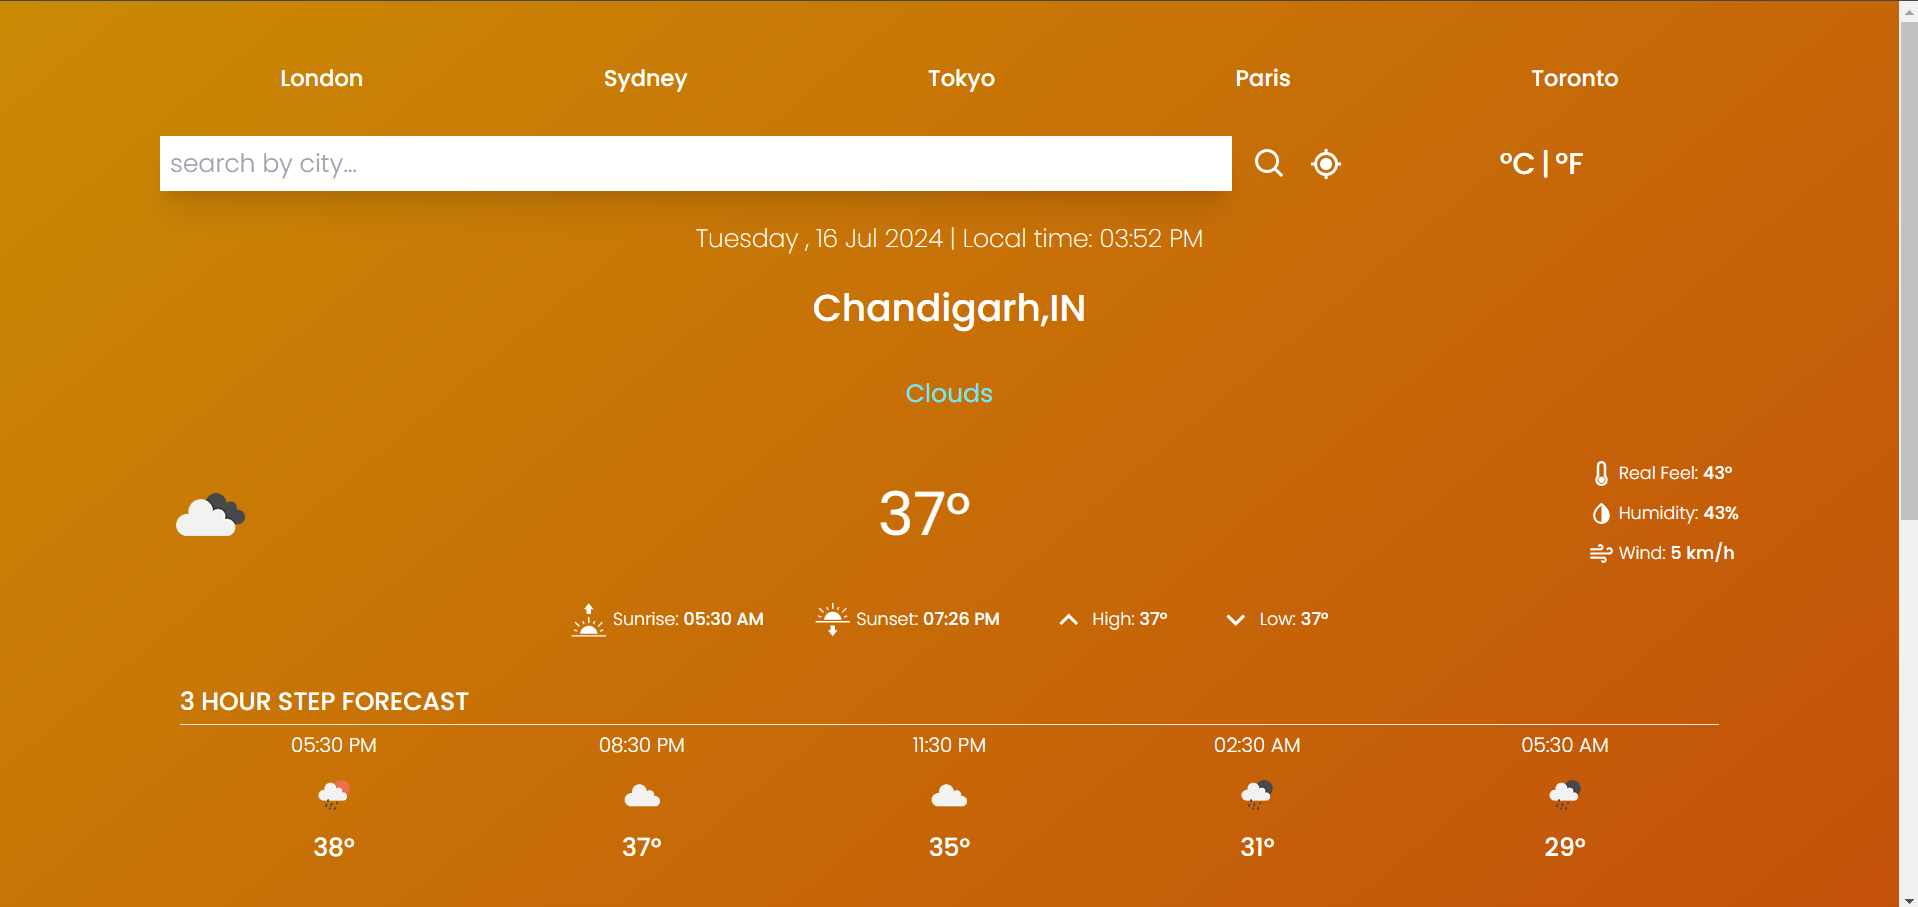 London Sydney Tokyo Paris Toronto
search by city... °C | °F
Tuesday , 16 Jul 2024 | Local time: 03:52 PM
Chandigarh,IN
Clouds
37°
Real Feel: 43°
Humidity: 43%
Wind: 5 km/h
Sunrise: 05:30 AM Sunset: 07:26 PM High: 37° Low: 37°
3 HOUR STEP FORECAST
05:30 PM 08:30 PM 11:30 PM 02:30 AM 05:30 AM
38° 37° 35° 31° 29°